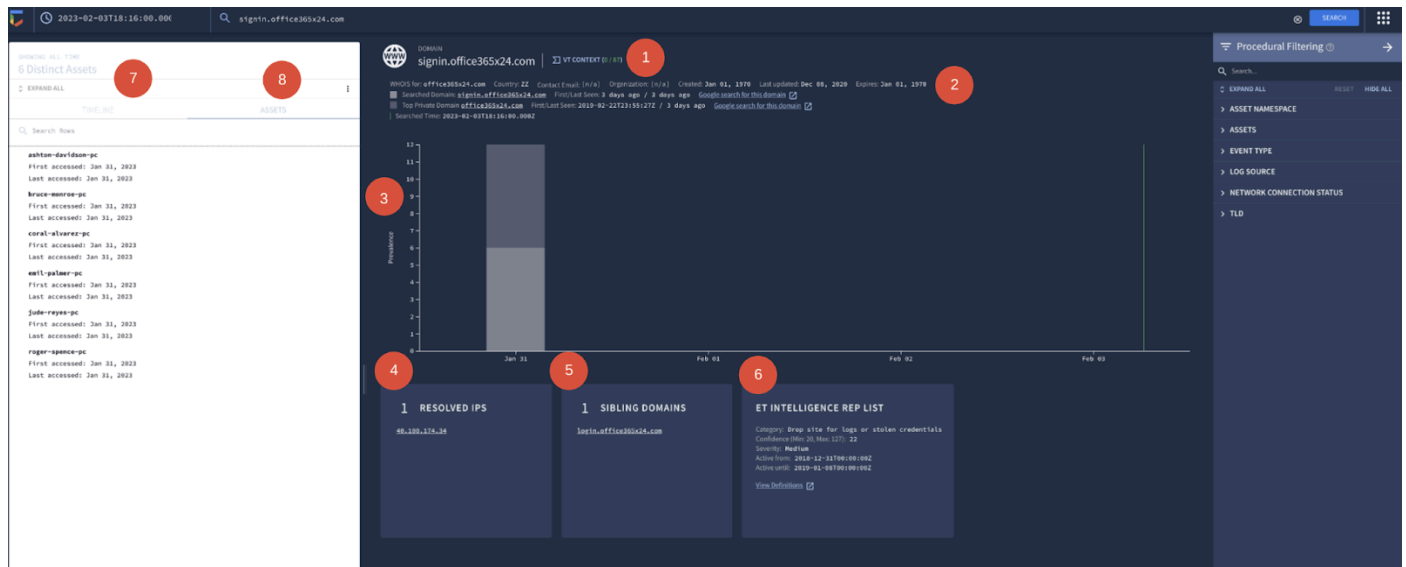 2023-02-03T18:16:00.000
signin.office365x24.com
SEARCH
SHOWING ALL TIME
6 Distinct Assets
7
8
EXPAND ALL
TIMELINE
ASSETS
Search Rows
ashton-davidson-pc
First accessed: Jan 31, 2023
Last accessed: Jan 31, 2023
bruce-monroe-pc
First accessed: Jan 31, 2023
Last accessed: Jan 31, 2023
coral-alvarez-pc
First accessed: Jan 31, 2023
Last accessed: Jan 31, 2023
emil-palmer-pc
First accessed: Jan 31, 2023
Last accessed: Jan 31, 2023
jude-reyes-pc
First accessed: Jan 31, 2023
Last accessed: Jan 31, 2023
roger-spence-pc
First accessed: Jan 31, 2023
Last accessed: Jan 31, 2023
WWW
DOMAIN
signin.office365x24.com
VT CONTEXT (0 / 87)
1
WHOIS for: office365x24.com Country: ZZ Contact Email: [n/a] Organization: [n/a] Created: Jan 01, 1970 Last updated: Dec 08, 2020 Expires: Jan 01, 1970
2
Searched Domain: signin.office365x24.com First/Last Seen: 3 days ago / 3 days ago Google search for this domain
Top Private Domain office365x24.com First/Last Seen: 2019-02-22T23:55:27Z / 3 days ago Google search for this domain
Searched Time: 2023-02-03T18:16:00.000Z
3
Prevalence
12
11
10
9
8
7
6
5
4
3
2
1
0
Jan 31
Feb 01
Feb 02
Feb 03
4
1 RESOLVED IPS
40.100.174.34
5
1 SIBLING DOMAINS
login.office365x24.com
6
ET INTELLIGENCE REP LIST
Category: Drop site for logs or stolen credentials
Confidence (Min: 20, Max: 127): 22
Severity: Medium
Active from: 2018-12-31T00:00:00Z
Active until: 2019-01-06T00:00:00Z
View Definitions
Procedural Filtering
Search...
EXPAND ALL
RESET
HIDE ALL
ASSET NAMESPACE
ASSETS
EVENT TYPE
LOG SOURCE
NETWORK CONNECTION STATUS
TLD